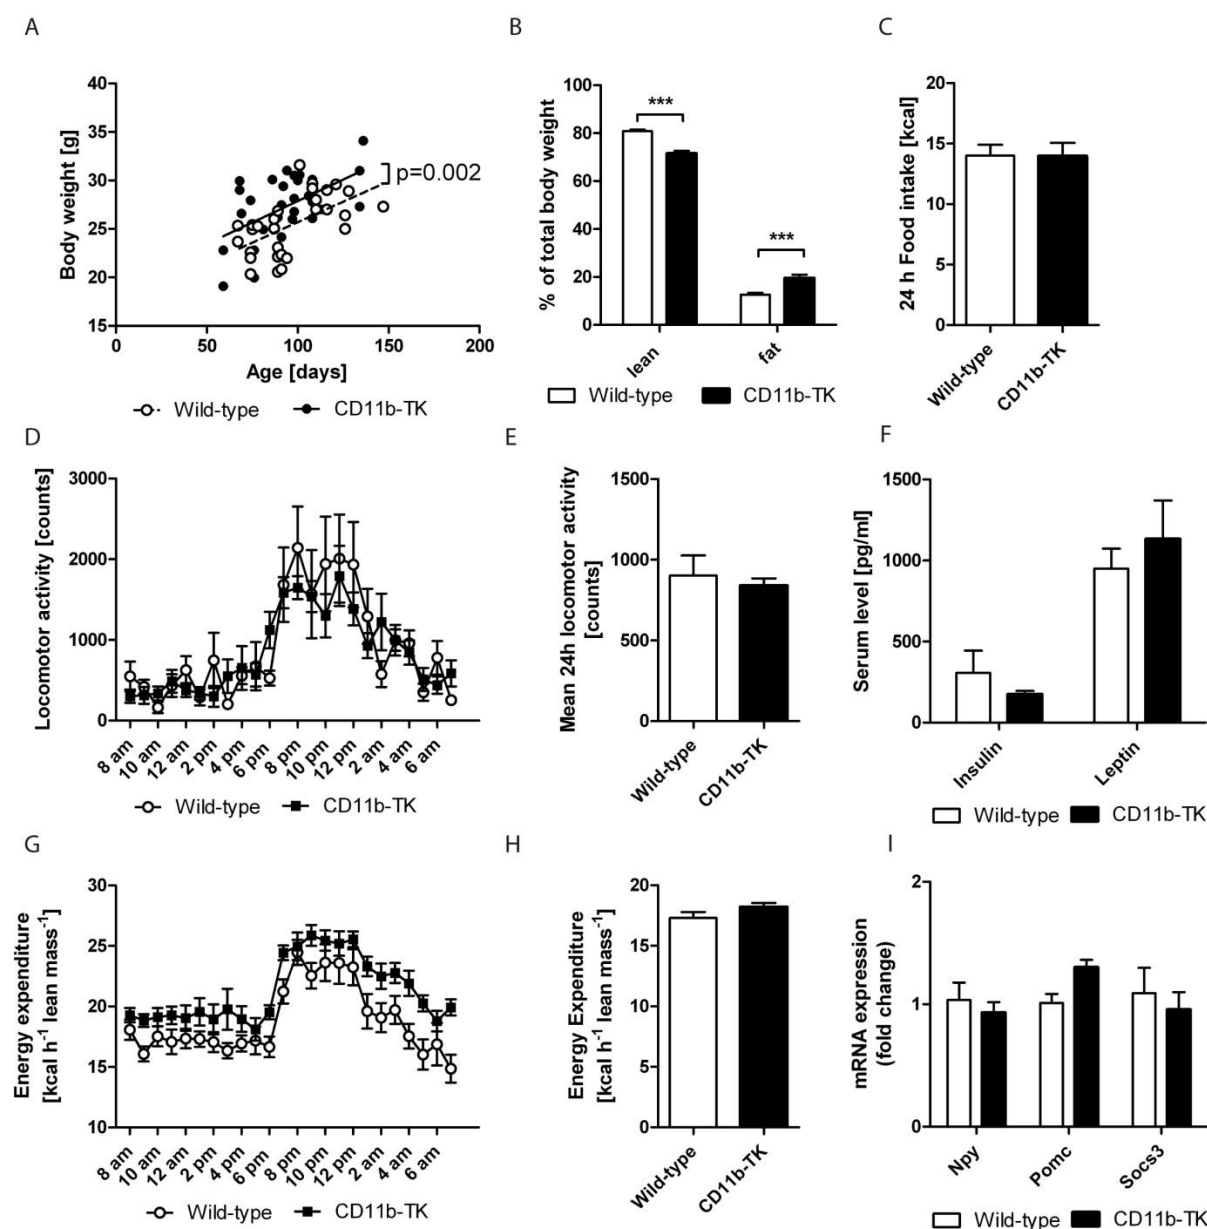 A
Body weight [g]
40
35
30
25
20
15
p=0.002
0
50
100
150
200
Age [days]
Wild-type
CD11b-TK
B
% of total body weight
100
80
60
40
20
0
***
***
lean
fat
Wild-type
CD11b-TK
C
24 h Food intake [kcal]
20
15
10
5
0
Wild-type
CD11b-TK
D
Locomotor activity [counts]
3000
2000
1000
0
8 am
10 am
12 am
2 pm
4 pm
6 pm
8 pm
10 pm
12 pm
2 am
4 am
6 am
Wild-type
CD11b-TK
E
Mean 24h locomotor activity
[counts]
1500
1000
500
0
Wild-type
CD11b-TK
F
Serum level [pg/ml]
1500
1000
500
0
Insulin
Leptin
Wild-type
CD11b-TK
G
Energy expenditure
[kcal h⁻¹ lean mass⁻¹]
30
25
20
15
10
8 am
10 am
12 am
2 pm
4 pm
6 pm
8 pm
10 pm
12 pm
2 am
4 am
6 am
Wild-type
CD11b-TK
H
Energy Expenditure
[kcal h⁻¹ lean mass⁻¹]
20
15
10
5
0
Wild-type
CD11b-TK
I
mRNA expression
(fold change)
2
1
0
Npy
Pomc
Socs3
Wild-type
CD11b-TK